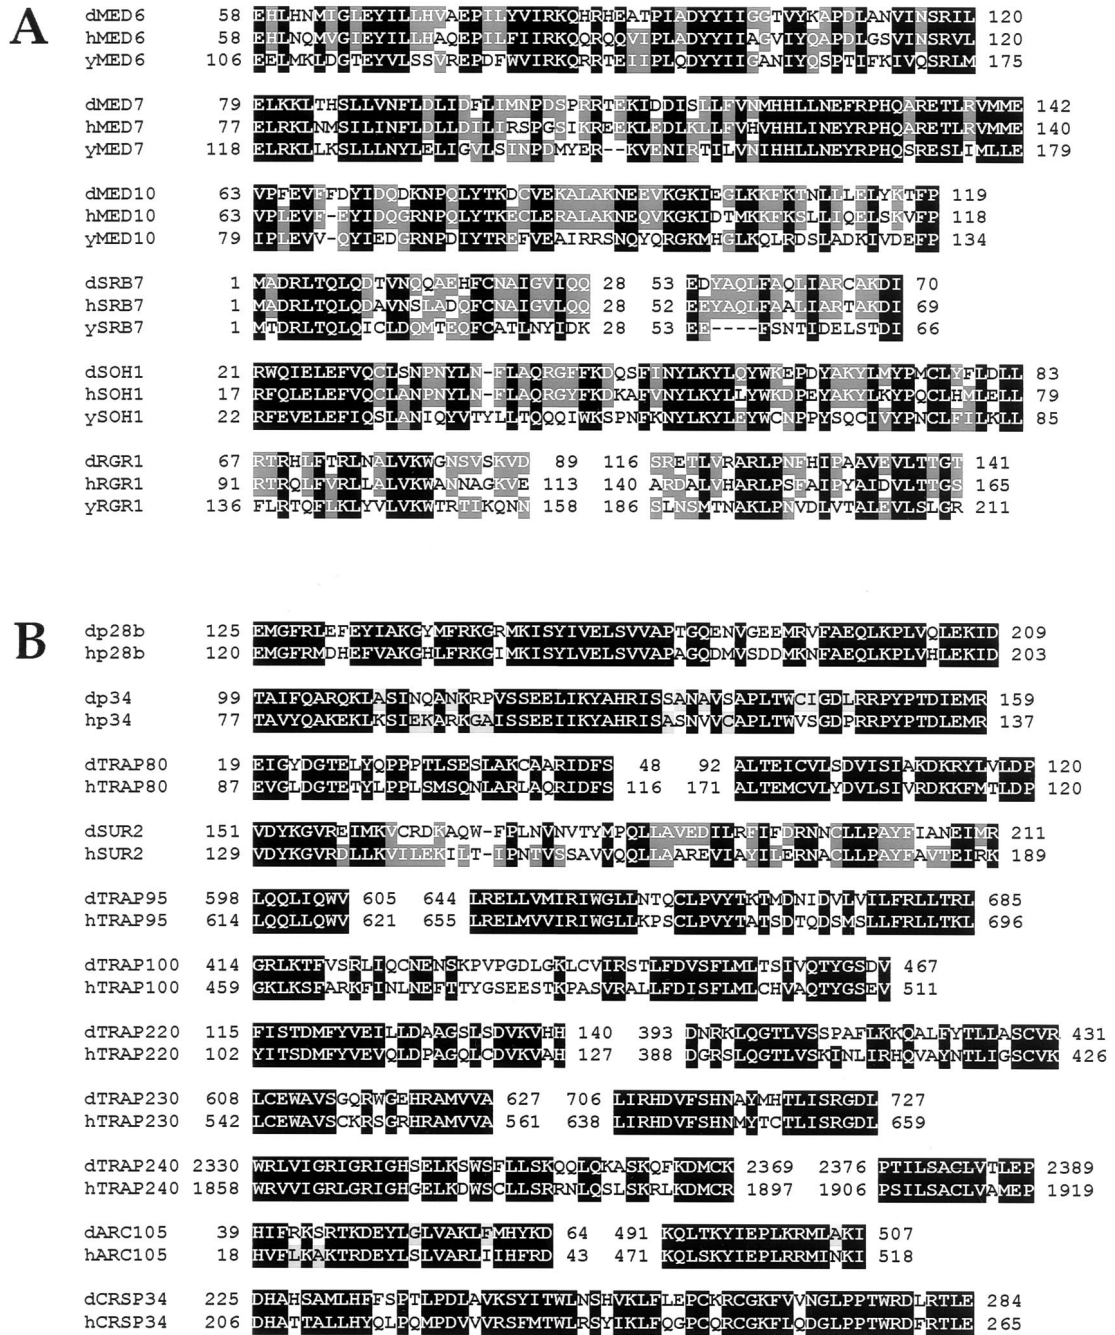 A
dMED6 58 EHLHNMIGLEYILLHVAEPILYVIRKQHRHEATPIADYYIIGGTVYKAPDLANVINSRIL 120
hMED6 58 EHLNQMVGIEYILLHAQEPILFIIRKQQRQQVIPLADYYIIAGVIYQAPDLGSVINSRVL 120
yMED6 106 EELMKLDGTEYVLSSVREPDFWVIRKQRRTEIIPLQDYYIIGANIYQSPTIFKIVQSRLM 175
dMED7 79 ELKKLTHSLLVNFLDLIDFLIMNPDSPRRTEKIDDISLLFVNMHHLLNEFRPHQARETLRVMME 142
hMED7 77 ELRKLNMSILINFLDLLDILIRSPGSIKREEKLEDLKLLFVHVHHLINEYRPHQARETLRVMME 140
yMED7 118 ELRKLLKSLLLNYLELIGVLSINPDMYER--KVENIRTILVNIHHLLNEYRPHQSRESLIMLLE 179
dMED10 63 VPFEVFFDYIDQDKNPQLYTKDCVEKALAKNEEVKGKIEGLKKFKTNLLLELYKTFP 119
hMED10 63 VPLEVF-EYIDQGRNPQLYTKECLERALAKNEQVKGKIDTMKKFKSLLIQELSKVFP 118
yMED10 79 IPLEVV-QYIEDGRNPDIYTREFVEAIRRSNQYQRGKMHGLKQLRDSLADKIVDEFP 134
dSRB7 1 MADRLTQLQDTVNQQAEHFCNAIGVIQQ 28 53 EDYAQLFAQLIARCAKDI 70
hSRB7 1 MADRLTQLQDAVNSLADQFCNAIGVLQQ 28 52 EEYAQLFAALIARTAKDI 69
ySRB7 1 MTDRLTQLQICLDQMTEQFCATLNYIDK 28 53 EE----FSNTIDELSTDI 66
dSOH1 21 RWQIELEFVQCLSNPNYLN-FLAQRGFFKDQSFINYLKYLQYWKEPDYAKYLMYPMCLYFLDLL 83
hSOH1 17 RFQLELEFVQCLANPNYLN-FLAQRGYFKDKAFVNYLKYLLYWKDPEYAKYLKYPQCLHMLELL 79
ySOH1 22 RFEVELEFIQSLANIQYVTYLLTQQQIWKSPNFKNYLKYLEYWCNPPYSQCIVYPNCLFILKLL 85
dRGR1 67 RTRHLFTRLNALVKWGNSVSKVD 89 116 SRETLVRARLPNFHIPAAVEVLTTGT 141
hRGR1 91 RTRQLFVRLLALVKWANNAGKVE 113 140 ARDALVHARLPSFAIPYAIDVLTTGS 165
yRGR1 136 FLRTQFLKLYVLVKWTRTIKQNN 158 186 SLNSMTNAKLPNVDLVTALEVLSLGR 211
B
dp28b 125 EMGFRLEFEYIAKGYMFRKGRMKISYIVELSVVAPTGQENVGEEMRVFAEQLKPLVQLEKID 209
hp28b 120 EMGFRMDHEFVAKGHLFRKGIMKISYLVELSVVAPAGQDMVSDDMKNFAEQLKPLVHLEKID 203
dp34 99 TAIFQARQKLASINQANKRPVSSEELIKYAHRISSANAVSAPLTWCIGDLRRPYPTDIEMR 159
hp34 77 TAVYQAKEKLKSIEKARKGAISSEEIIKYAHRISASNVVCAPLTWVSGDPRRPYPTDLEMR 137
dTRAP80 19 EIGYDGTELYQPPPTLSESLAKCAARIDFS 48 92 ALTEICVLSDVISIAKDKRYLVLDP 120
hTRAP80 87 EVGLDGTETYLPPLSMSQNLARLAQRIDFS 116 171 ALTEMCVLYDVLSIVRDKKFMTLDP 120
dSUR2 151 VDYKGVREIMKVCRDKAQW-FPLNVNVTYMPQLLAVEDILRFIFDRNNCLLPAYFIANEIMR 211
hSUR2 129 VDYKGVRDLLKVILEKILT-IPNTVSSAVVQQLLAAREVIAYILERNACLLPAYFAVTEIRK 189
dTRAP95 598 LQQLIQWV 605 644 LRELLVMIRIWGLLNTQCLPVYTKTMDNIDVLVILFRLLTRL 685
hTRAP95 614 LQQLLQWV 621 655 LRELMVVIRIWGLLKPSCLPVYTATSDTQDSMSLLFRLLTKL 696
dTRAP100 414 GRLKTFVSRLIQCNENSKPVPGDLGKLCVIRSTLFDVSFLMLTSIVQTYGSDV 467
hTRAP100 459 GKLKSFARKFINLNEFTTYGSEESTKPASVRALLFDISFLMLCHVAQTYGSEV 511
dTRAP220 115 FISTDMFYVEILLDAAGSLSDVKVHH 140 393 DNRKLQGTLVSSPAFLKKQALFYTLLASCVR 431
hTRAP220 102 YITSDMFYVEVQLDPAGQLCDVKVAH 127 388 DGRSLQGTLVSKINLIRHQVAYNTLIGSCVK 426
dTRAP230 608 LCEWAVSGQRWGEHRAMVVA 627 706 LIRHDVFSHNAYMHTLISRGDL 727
hTRAP230 542 LCEWAVSCKRSGRHRAMVVA 561 638 LIRHDVFSHNMYTCTLISRGDL 659
dTRAP240 2330 WRLVIGRIGRIGHSELKSWSFLLSKQQLQKASKQFKDMCK 2369 2376 PTILSACLVTLEP 2389
hTRAP240 1858 WRVVIGRLGRIGHGELKDWSCLLSRRNLQSLSKRLKDMCR 1897 1906 PSILSACLVAMEP 1919
dARC105 39 HIFRKSRTKDEYLGLVAKLFMHYKD 64 491 KQLTKYIEPLKRMLAKI 507
hARC105 18 HVFLKAKTRDEYLSLVARLIIHFRD 43 471 KQLSKYIEPLRRMINKI 518
dCRSP34 225 DHAHSAMLHFFSPTLPDLAVKSYITWLNSHVKLFLEPCKRCGKFVVNGLPPTWRDLRTLE 284
hCRSP34 206 DHATTALLHYQLPQMPDVVVRSFMTWLRSYIKLFQGPCQRCGKFLQDGLPPTWRDFRTLE 265